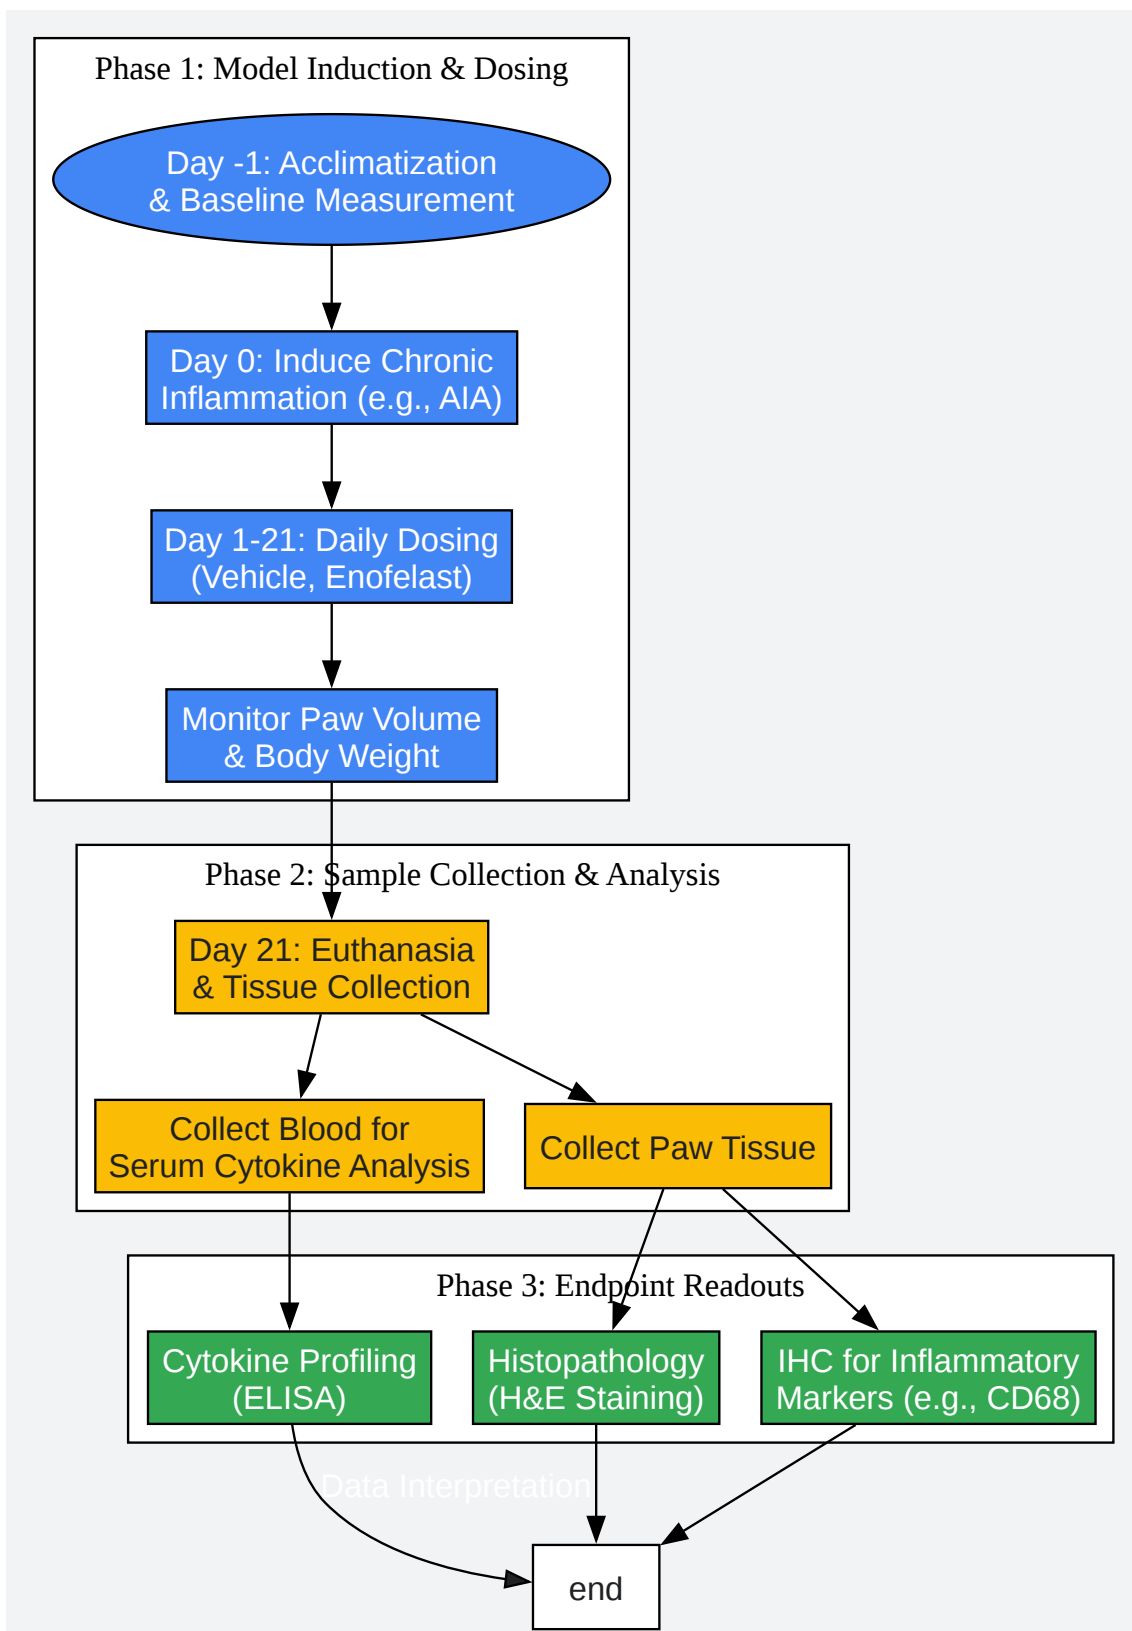 Phase 1: Model Induction & Dosing
Day -1: Acclimatization
& Baseline Measurement
Day 0: Induce Chronic
Inflammation (e.g., AIA)
Day 1-21: Daily Dosing
(Vehicle, Enofelast)
Monitor Paw Volume
& Body Weight
Phase 2: Sample Collection & Analysis
Day 21: Euthanasia
& Tissue Collection
Collect Blood for
Serum Cytokine Analysis
Collect Paw Tissue
Phase 3: Endpoint Readouts
Cytokine Profiling
(ELISA)
Histopathology
(H&E Staining)
IHC for Inflammatory
Markers (e.g., CD68)
Data Interpretation
end